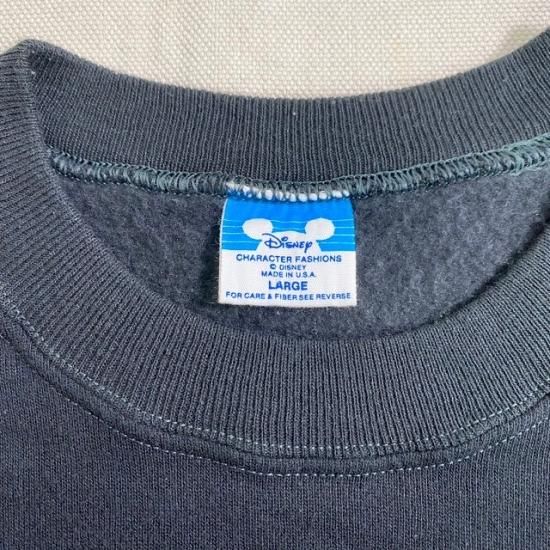 Disney
CHARACTER FASHIONS
© DISNEY
MADE IN U.S.A.
LARGE
FOR CARE & FIBER SEE REVERSE